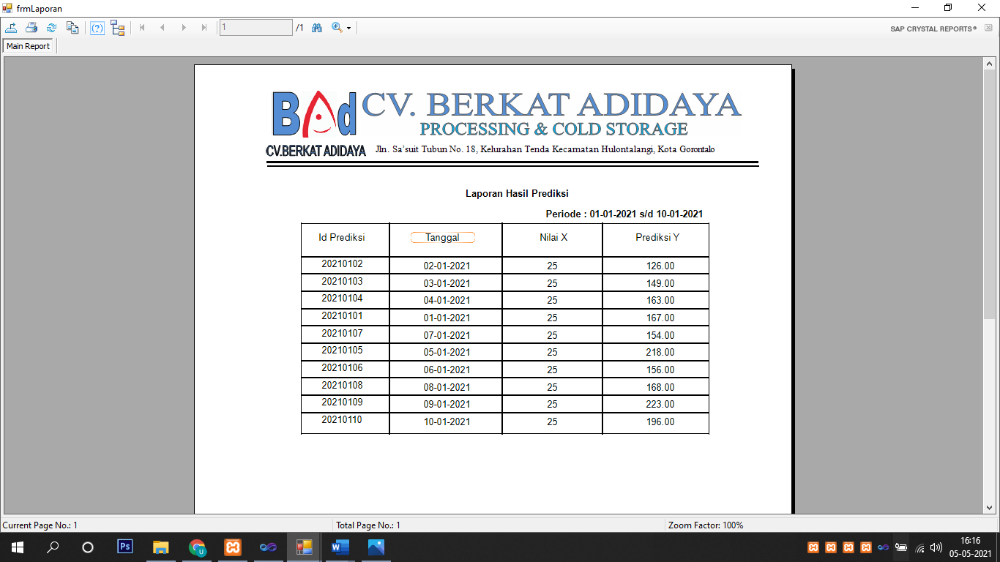 frmLaporan
1 /1
SAP CRYSTAL REPORTS®
Main Report
BAd CV. BERKAT ADIDAYA
PROCESSING & COLD STORAGE
CV.BERKAT ADIDAYA Jln. Sa'suit Tubun No. 18, Kelurahan Tenda Kecamatan Hulontalangi, Kota Gorontalo
Laporan Hasil Prediksi
Periode : 01-01-2021 s/d 10-01-2021
Id Prediksi Tanggal Nilai X Prediksi Y
20210102 02-01-2021 25 126.00
20210103 03-01-2021 25 149.00
20210104 04-01-2021 25 163.00
20210101 01-01-2021 25 167.00
20210107 07-01-2021 25 154.00
20210105 05-01-2021 25 218.00
20210106 06-01-2021 25 156.00
20210108 08-01-2021 25 168.00
20210109 09-01-2021 25 223.00
20210110 10-01-2021 25 196.00
Current Page No.: 1 Total Page No.: 1 Zoom Factor: 100%
Ps
U
W
16:16
05-05-2021